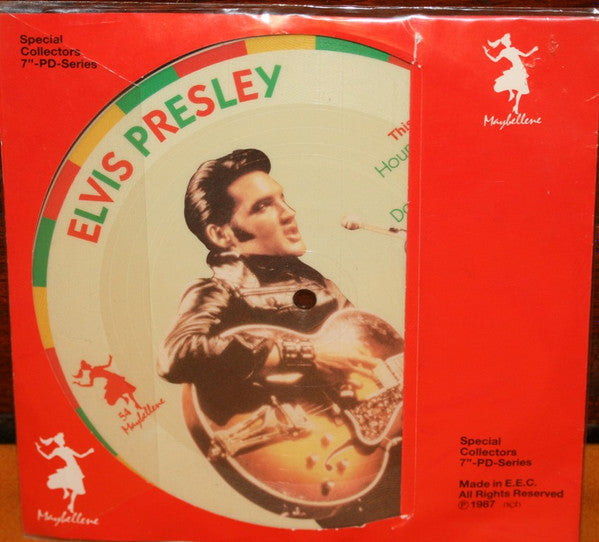 Special
Collectors
7"-PD-Series
Maybellene
ELVIS PRESLEY
This
Hour
Do
SA
Maybellene
Maybellene
Special
Collectors
7"-PD-Series
Made in E.E.C.
All Rights Reserved
℗ 1987